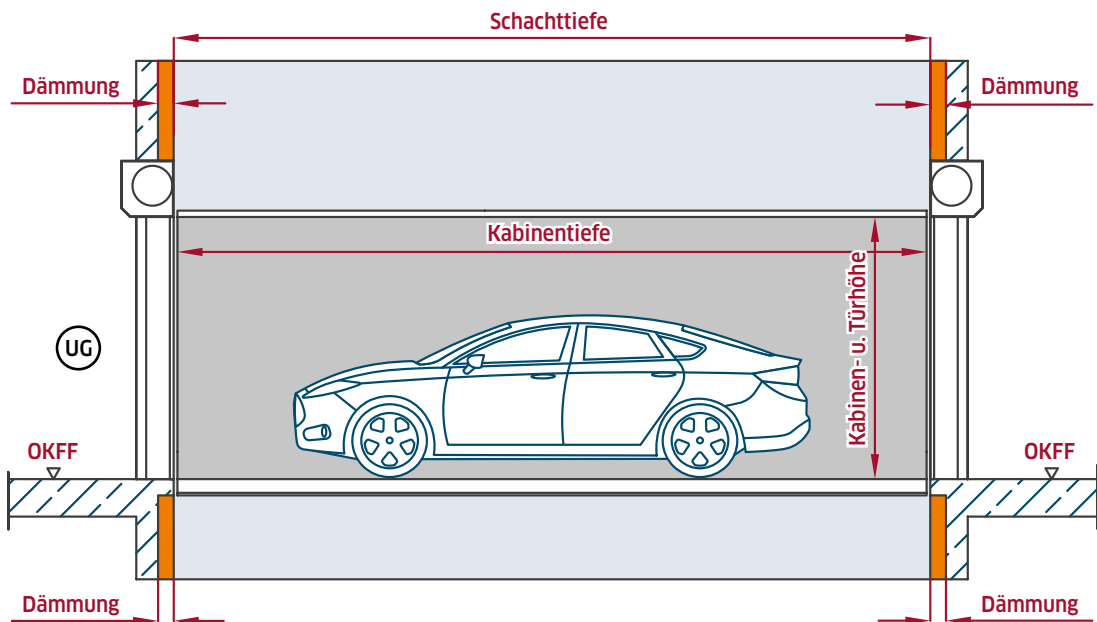 Schachttiefe
Dämmung
Dämmung
Kabinentiefe
Kabinen- u. Türhöhe
UG
OKFF
OKFF
Dämmung
Dämmung